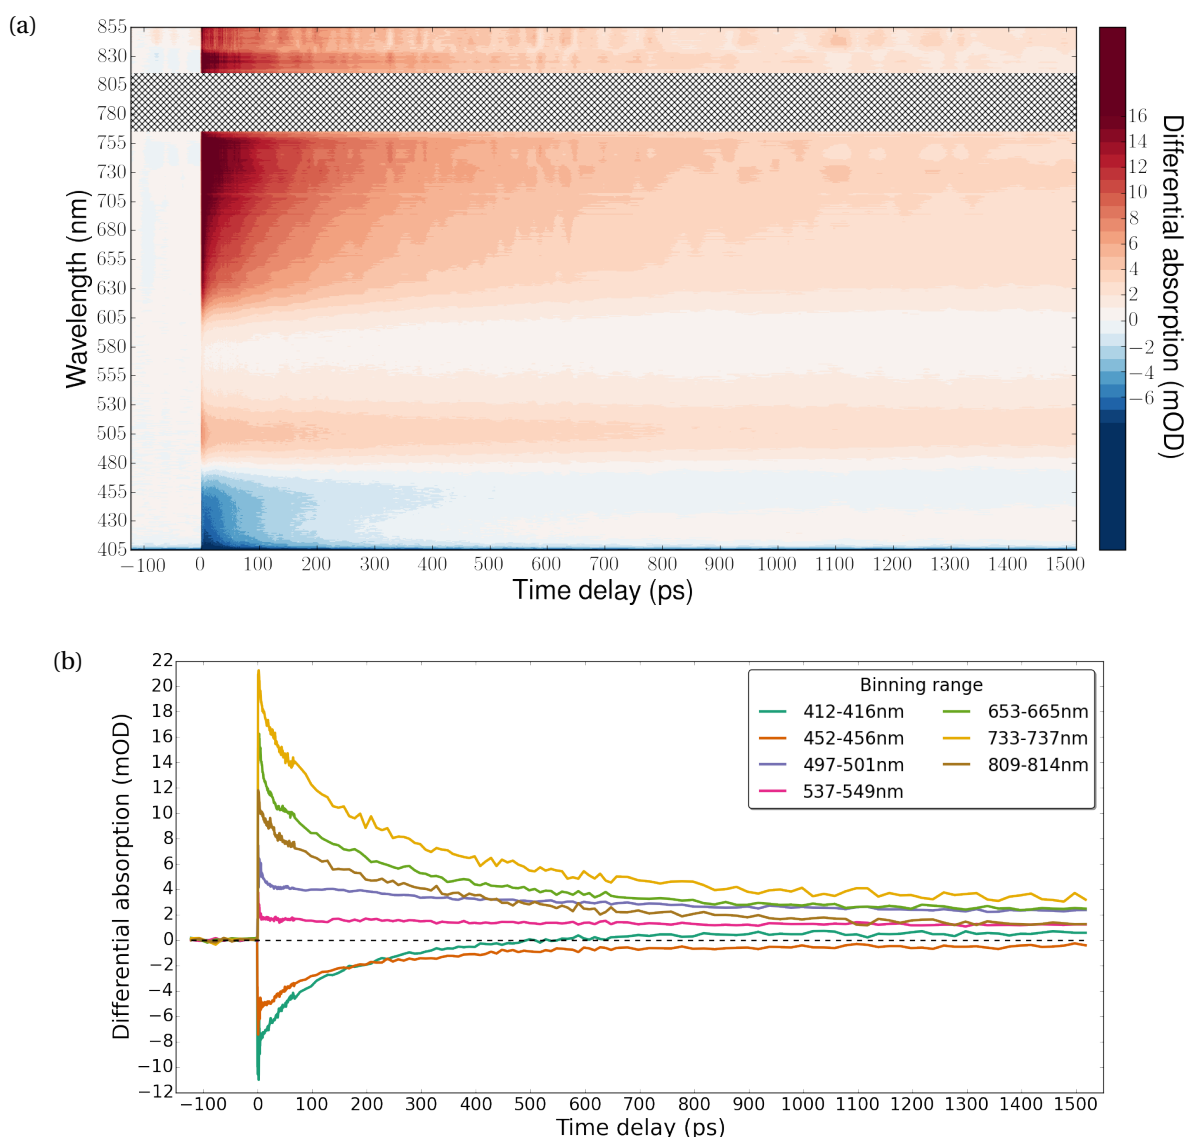 (a)
855
830
805
780
755
730
705
680
655
630
605
580
555
530
505
480
455
430
405
Wavelength (nm)
−100 0 100 200 300 400 500 600 700 800 900 1000 1100 1200 1300 1400 1500
Time delay (ps)
16
14
12
10
8
6
4
2
0
−2
−4
−6
Differential absorption (mOD)
(b)
22
20
18
16
14
12
10
8
6
4
2
0
−2
−4
−6
−8
−10
−12
Differential absorption (mOD)
Binning range
412-416nm
452-456nm
497-501nm
537-549nm
653-665nm
733-737nm
809-814nm
−100 0 100 200 300 400 500 600 700 800 900 1000 1100 1200 1300 1400 1500
Time delay (ps)